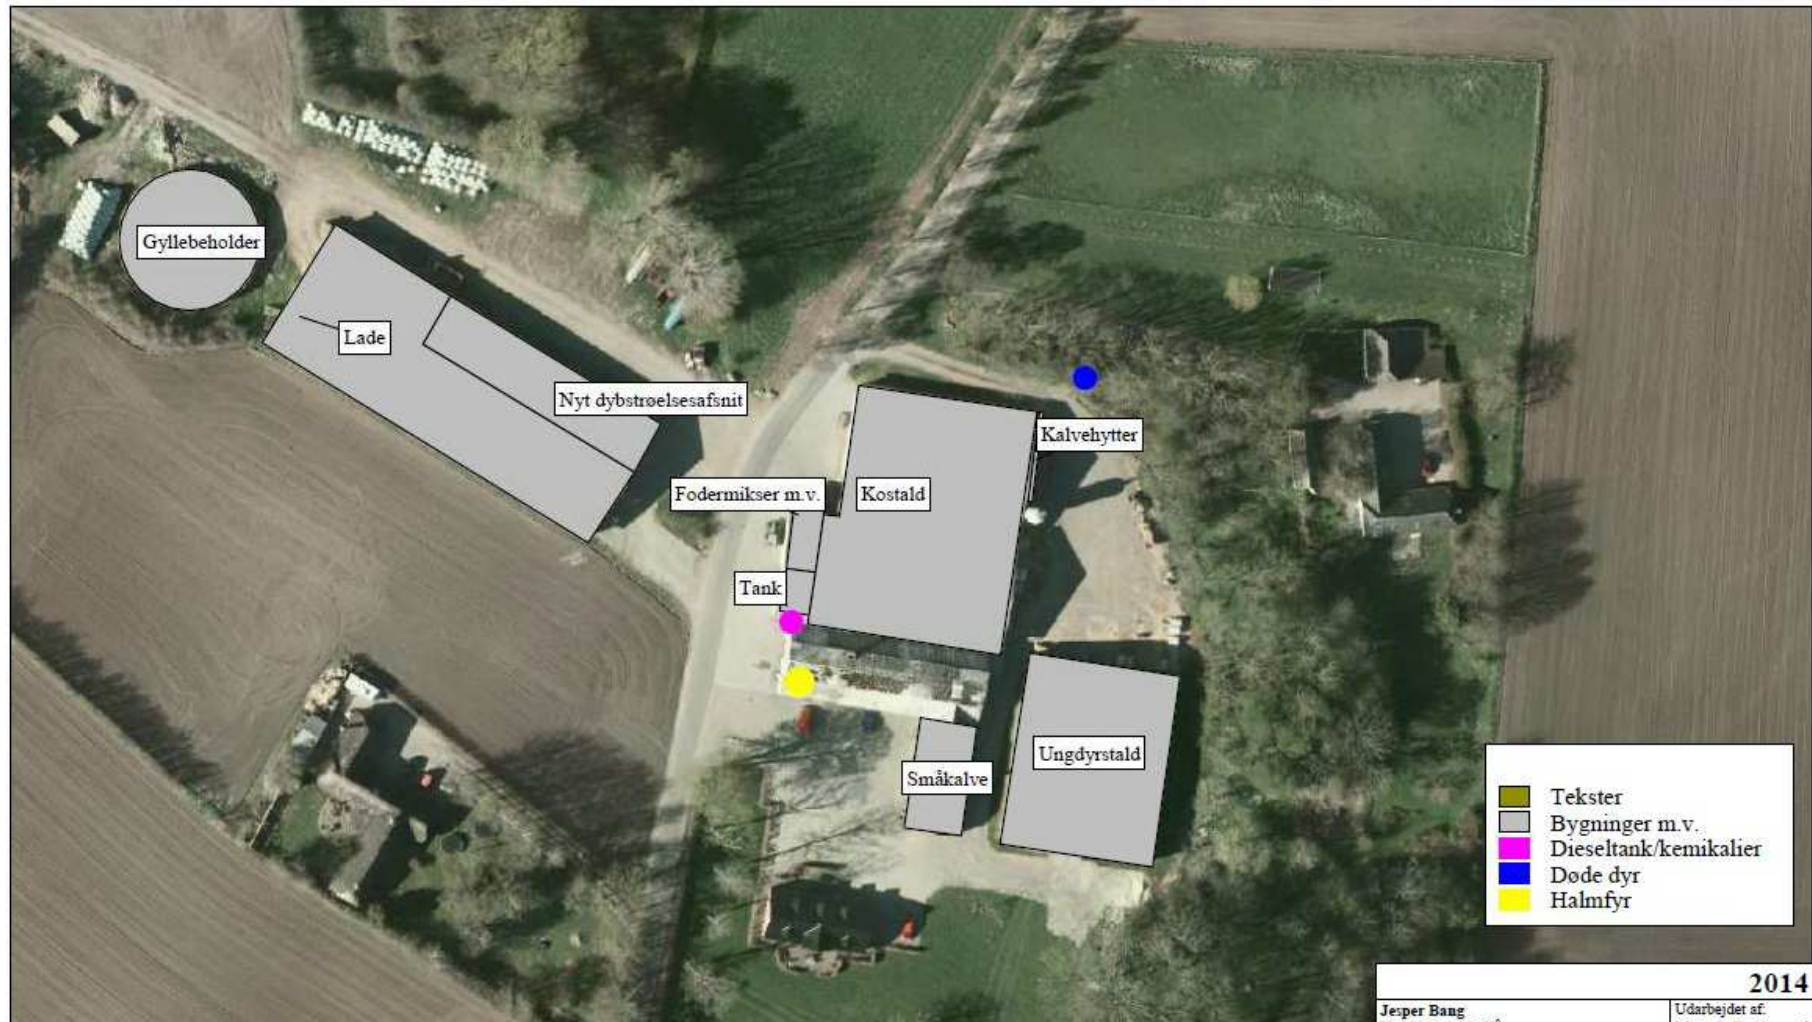 Gyllebeholder
Lade
Nyt dybstrøelsesafsnit
Kalvehytter
Fodermikser m.v.
Kostald
Tank
Småkalve
Ungdyrstald
Tekster
Bygninger m.v.
Dieseltank/kemikalier
Døde dyr
Halmfyr
2014
Jesper Bang
Udarbejdet af: